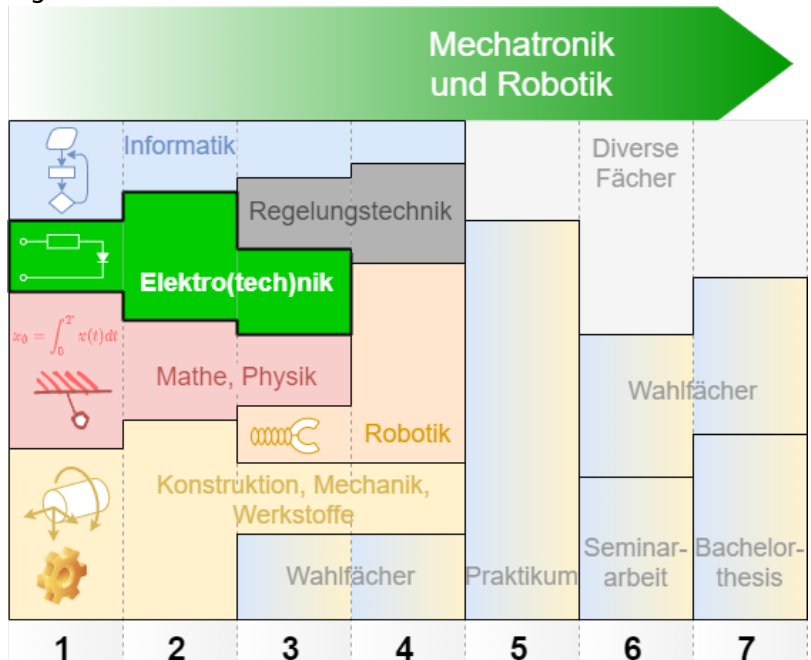 Mechatronik
und Robotik
Informatik
Diverse
Fächer
Regelungstechnik
Elektro(tech)nik
x₀ = ∫₀ᵀ x(t)dt
Mathe, Physik
Wahlfächer
Robotik
Konstruktion, Mechanik,
Werkstoffe
Wahlfächer
Praktikum
Seminar-
arbeit
Bachelor-
thesis
1 2 3 4 5 6 7